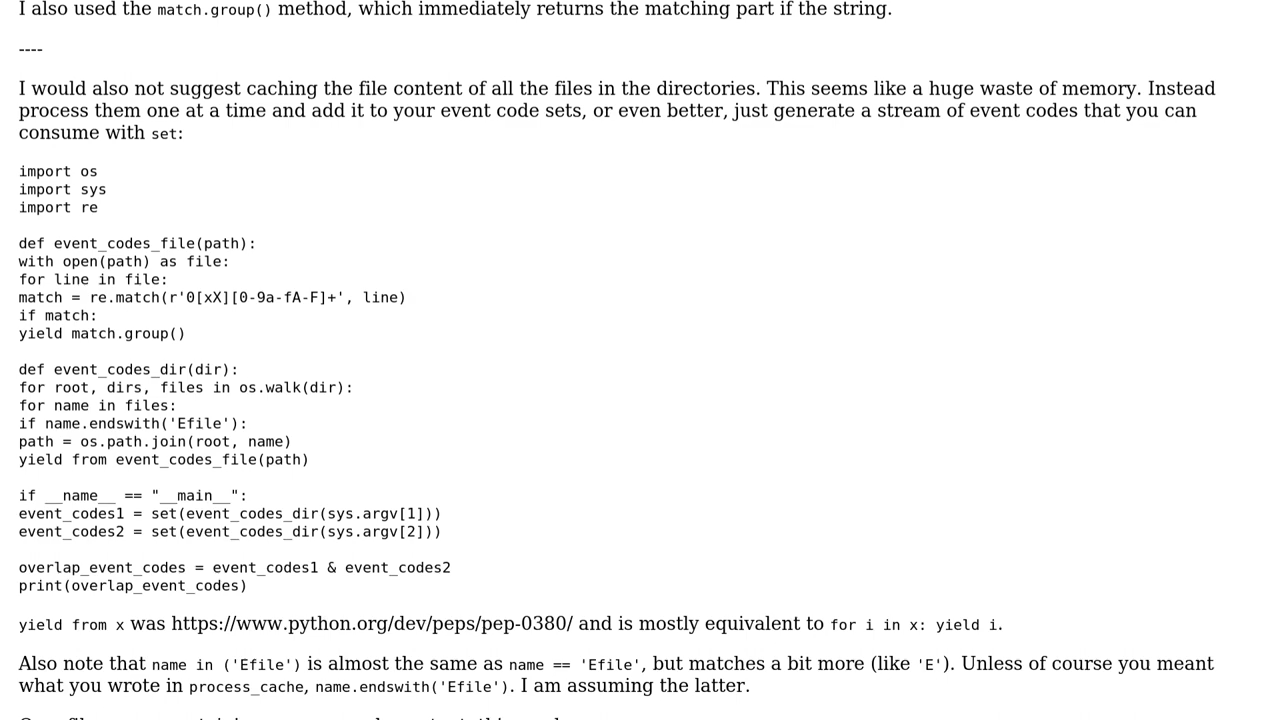 I also used the match.group() method, which immediately returns the matching part if the string.
----
I would also not suggest caching the file content of all the files in the directories. This seems like a huge waste of memory. Instead
process them one at a time and add it to your event code sets, or even better, just generate a stream of event codes that you can
consume with set:
import os
import sys
import re
def event_codes_file(path):
with open(path) as file:
for line in file:
match = re.match(r'0[xX][0-9a-fA-F]+', line)
if match:
yield match.group()
def event_codes_dir(dir):
for root, dirs, files in os.walk(dir):
for name in files:
if name.endswith('Efile'):
path = os.path.join(root, name)
yield from event_codes_file(path)
if __name__ == "__main__":
event_codes1 = set(event_codes_dir(sys.argv[1]))
event_codes2 = set(event_codes_dir(sys.argv[2]))
overlap_event_codes = event_codes1 & event_codes2
print(overlap_event_codes)
yield from x was https://www.python.org/dev/peps/pep-0380/ and is mostly equivalent to for i in x: yield i.
Also note that name in ('Efile') is almost the same as name == 'Efile', but matches a bit more (like 'E'). Unless of course you meant
what you wrote in process_cache, name.endswith('Efile'). I am assuming the latter.